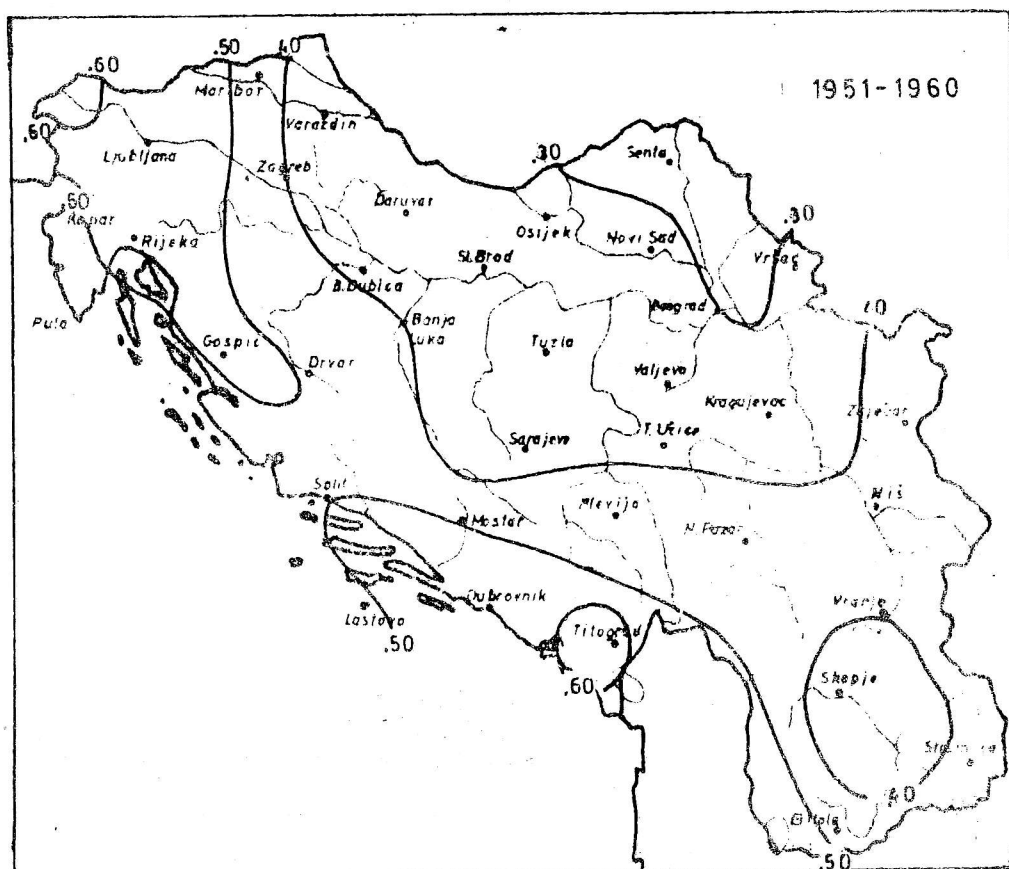 .50
40
.60
Maribor
1951-1960
Varaždin
.60
Ljubljana
.30
Senta
Zagreb
60
Daruvar
.30
Osijek
Novi Sad
Rijeka
Sl.Brod
Vršac
B.Dubica
Beograd
40
Pula
Banja
Luka
Gospić
Tuzla
Drvar
Valjevo
Kragujevac
Zaječar
Sarajevo
T. Užice
Split
Niš
Mostar
Plevlja
N. Pazar
Dubrovnik
Lastovo
Vranje
.50
Titograd
.60
Skopje
40
Bitola
.50